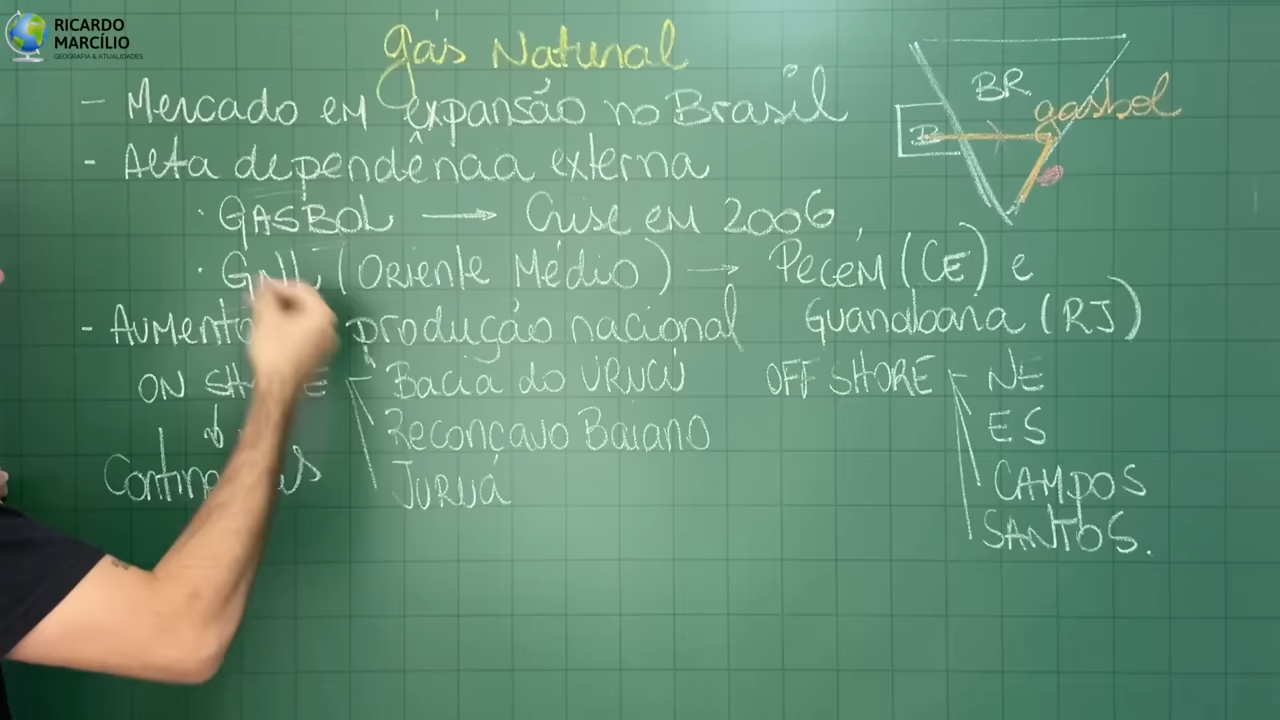 RICARDO
MARCÍLIO
GEOGRAFIA & ATUALIDADES
Gás Natural
- Mercado em expansão no Brasil
- Alta dependência externa
· GASBOL → Crise em 2006,
· GNL (Oriente Médio) → Pecém (CE) e
Guanabara (RJ)
- Aumento produção nacional
ON SHORE Bacia do URUCU
Reconcavo Baiano
JURUÁ
OFF SHORE NE
ES
CAMPOS
SANTOS.
BR
gasbol
B